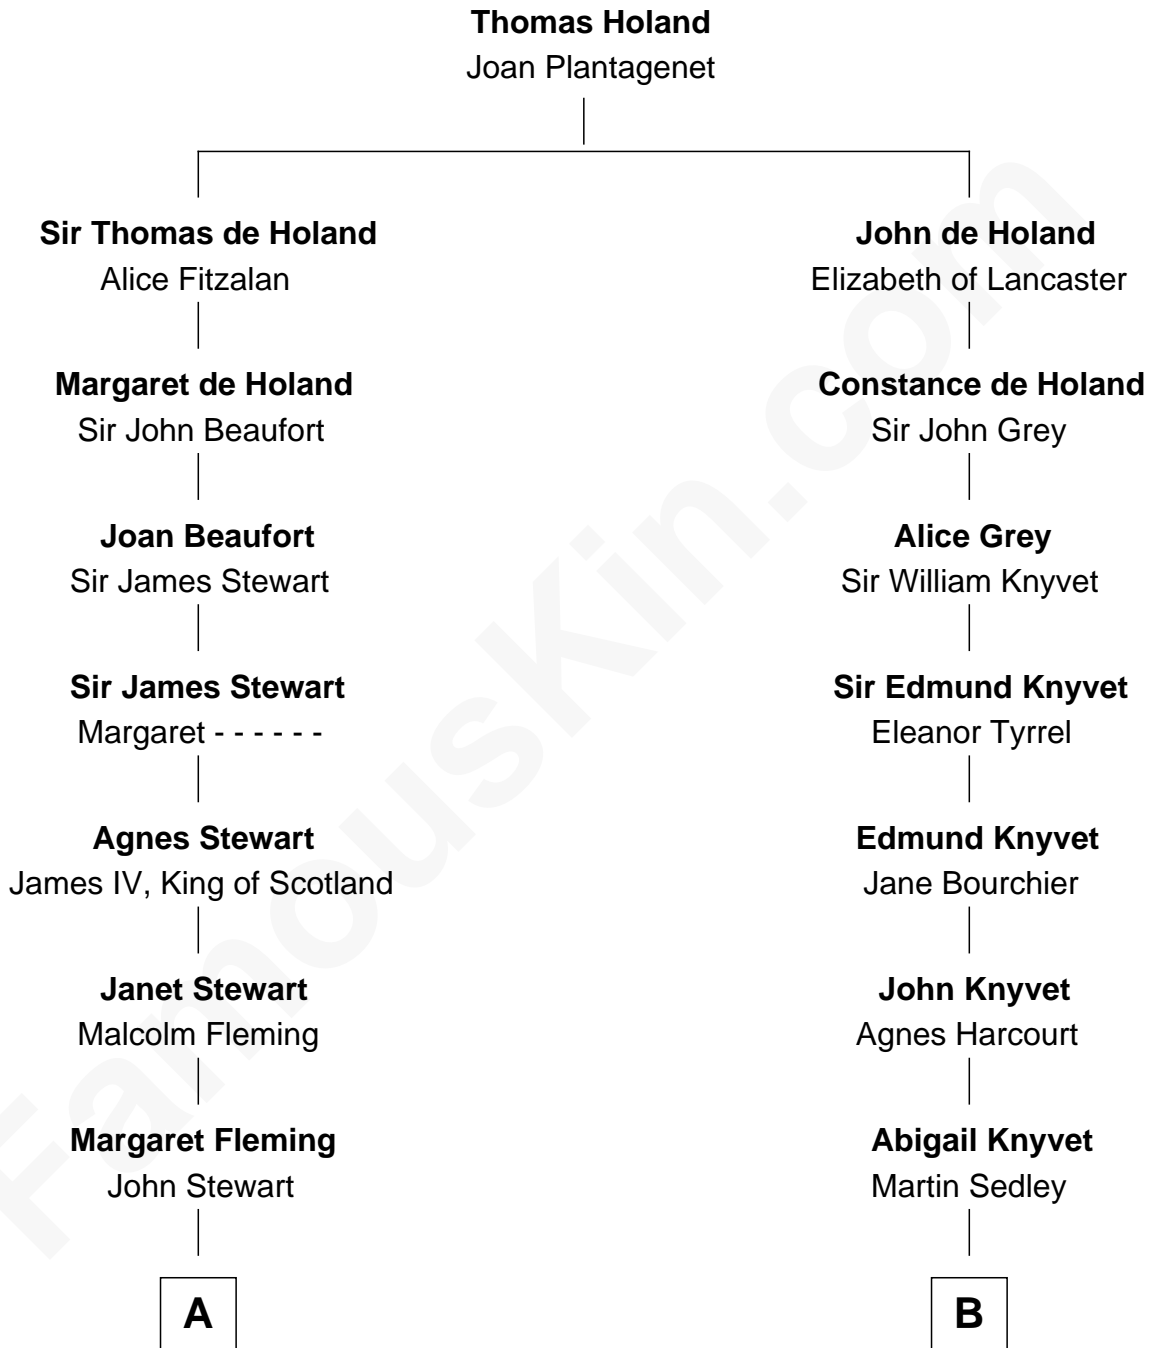 Thomas Holand
Joan Plantagenet
Sir Thomas de Holand
Alice Fitzalan
Margaret de Holand
Sir John Beaufort
Joan Beaufort
Sir James Stewart
Sir James Stewart
Margaret - - - - - -
Agnes Stewart
James IV, King of Scotland
Janet Stewart
Malcolm Fleming
Margaret Fleming
John Stewart
A
John de Holand
Elizabeth of Lancaster
Constance de Holand
Sir John Grey
Alice Grey
Sir William Knyvet
Sir Edmund Knyvet
Eleanor Tyrrel
Edmund Knyvet
Jane Bourchier
John Knyvet
Agnes Harcourt
Abigail Knyvet
Martin Sedley
B
FamousKin.com